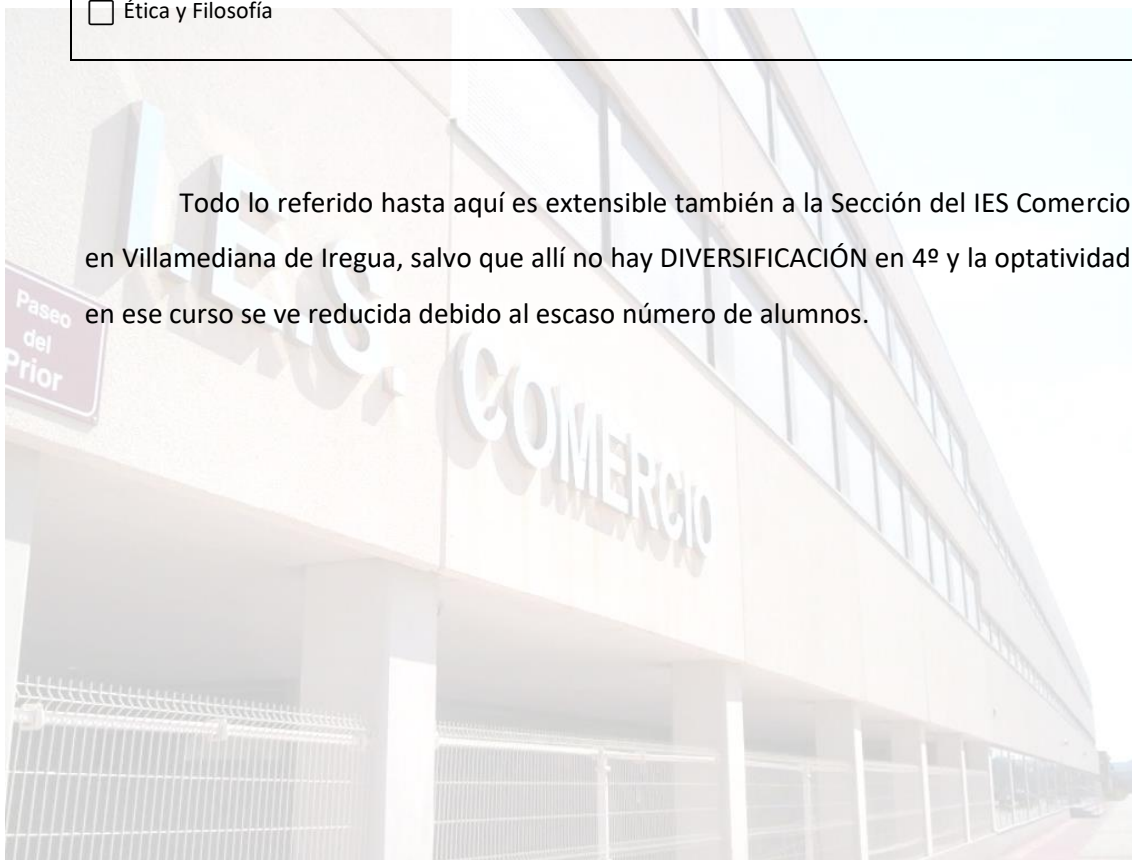 Ética y Filosofía
Todo lo referido hasta aquí es extensible también a la Sección del IES Comercio
en Villamediana de Iregua, salvo que allí no hay DIVERSIFICACIÓN en 4º y la optatividad
en ese curso se ve reducida debido al escaso número de alumnos.
Paseo
del
Prior
I.E.S. COMERCIO